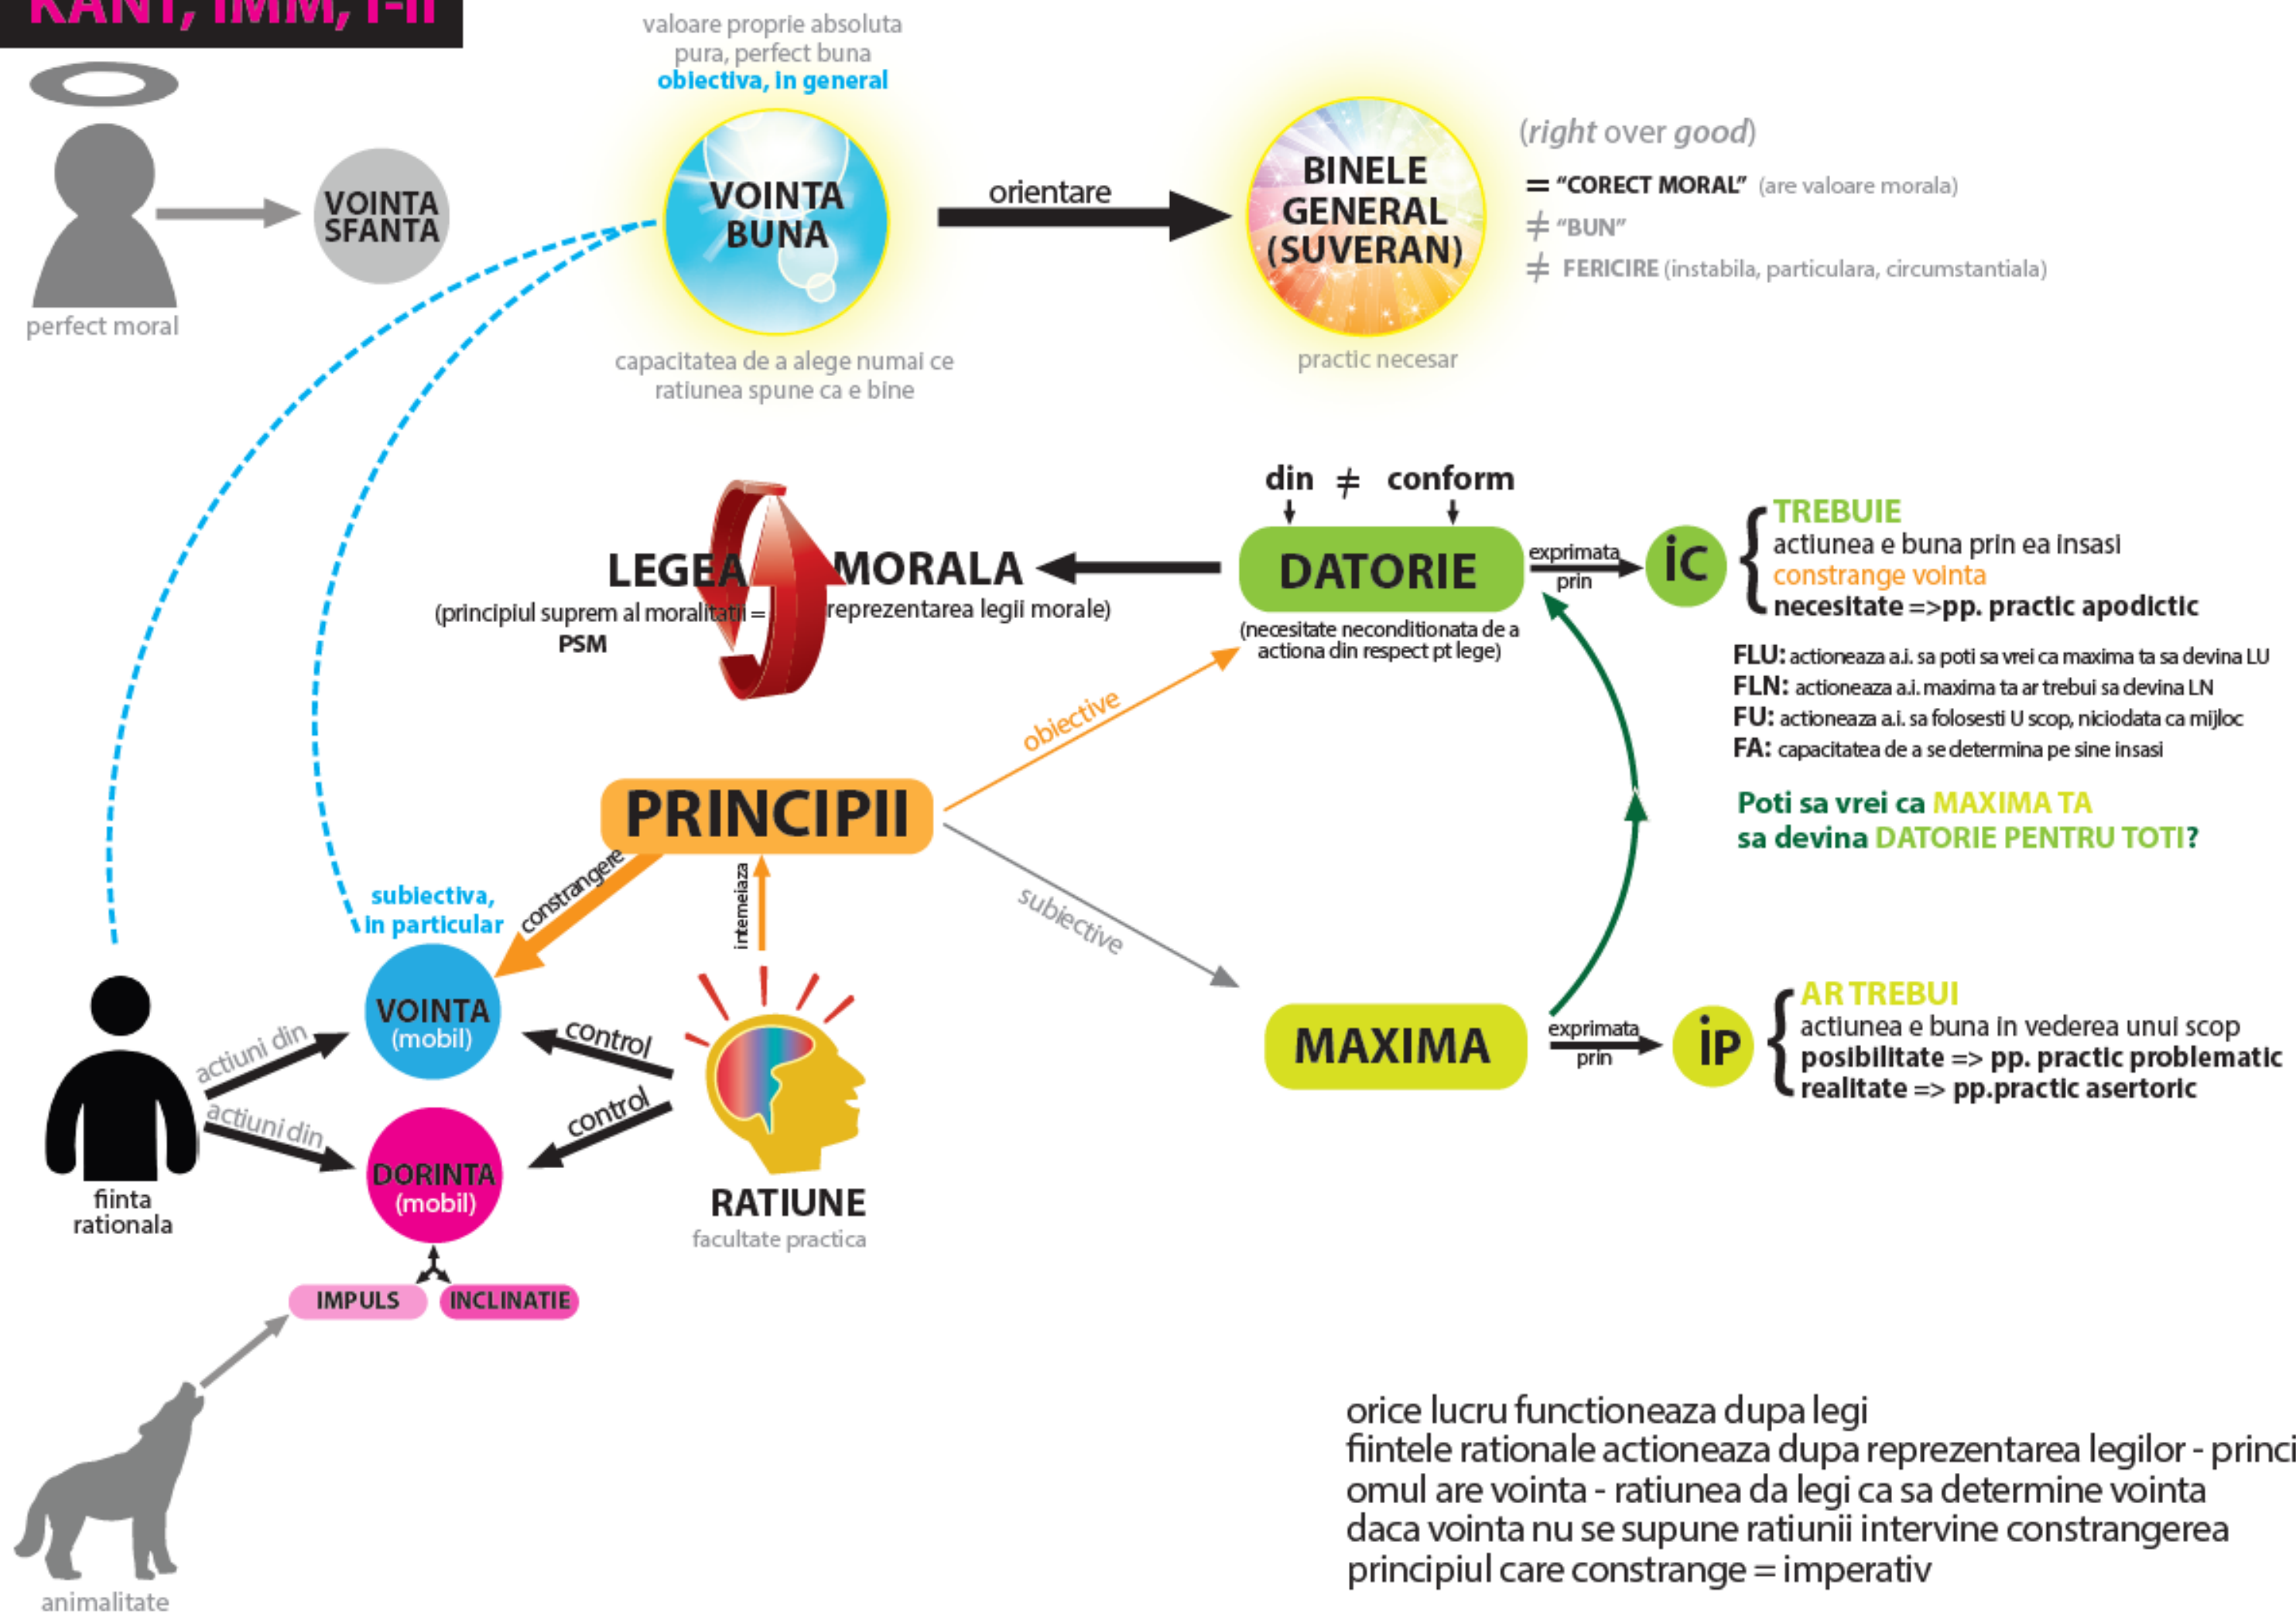 KANT, IMM, I-II
valoare proprie absoluta
pura, perfect buna
obiectiva, in general
VOINTA
SFANTA
perfect moral
VOINTA
BUNA
capacitatea de a alege numai ce
ratiunea spune ca e bine
orientare
BINELE
GENERAL
(SUVERAN)
practic necesar
(right over good)
= “CORECT MORAL” (are valoare morala)
≠ “BUN”
≠ FERICIRE (instabila, particulara, circumstantiala)
LEGEA MORALA
(principiul suprem al moralitatii = reprezentarea legii morale)
PSM
din ≠ conform
DATORIE
(necesitate neconditionata de a
actiona din respect pt lege)
exprimata
prin
iC
{ TREBUIE
actiunea e buna prin ea insasi
constrange vointa
necesitate =>pp. practic apodictic
FLU: actioneaza a.i. sa poti sa vrei ca maxima ta sa devina LU
FLN: actioneaza a.i. maxima ta ar trebui sa devina LN
FU: actioneaza a.i. sa folosesti U scop, niciodata ca mijloc
FA: capacitatea de a se determina pe sine insasi
Poti sa vrei ca MAXIMA TA
sa devina DATORIE PENTRU TOTI?
PRINCIPII
obiective
subiective
constrangere
intemeiaza
subiectiva,
in particular
VOINTA
(mobil)
actiuni din
actiuni din
control
control
DORINTA
(mobil)
fiinta
rationala
RATIUNE
facultate practica
IMPULS
INCLINATIE
animalitate
MAXIMA
exprimata
prin
iP
{ AR TREBUI
actiunea e buna in vederea unui scop
posibilitate => pp. practic problematic
realitate => pp.practic asertoric
orice lucru functioneaza dupa legi
fiintele rationale actioneaza dupa reprezentarea legilor - princi
omul are vointa - ratiunea da legi ca sa determine vointa
daca vointa nu se supune ratiunii intervine constrangerea
principiul care constrange = imperativ